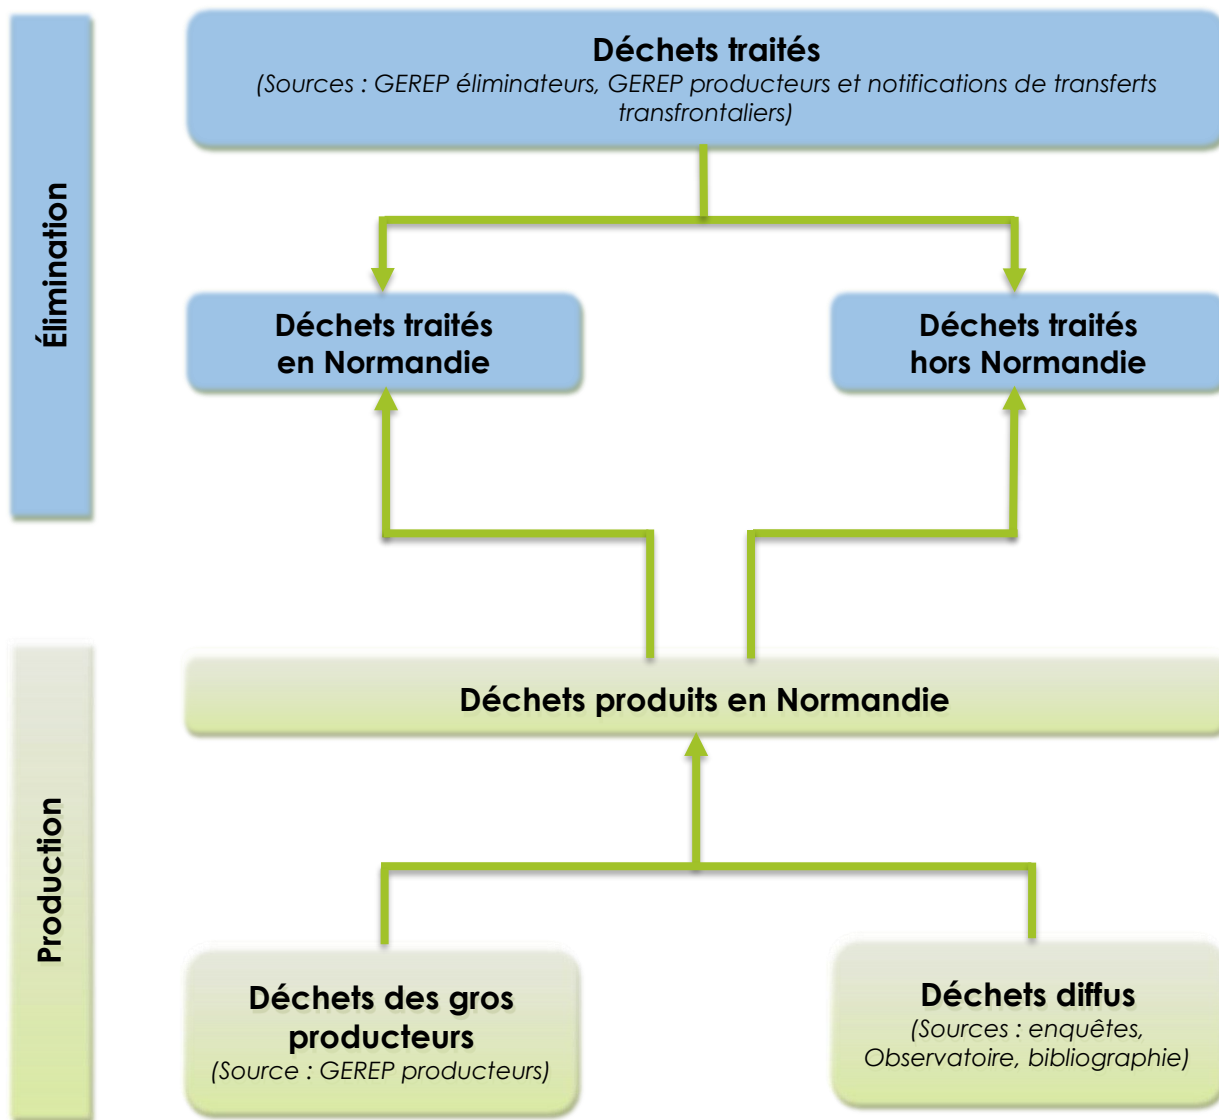 Déchets traités
(Sources : GEREP éliminateurs, GEREP producteurs et notifications de transferts
transfrontaliers)
Élimination
Déchets traités
en Normandie
Déchets traités
hors Normandie
Déchets produits en Normandie
Production
Déchets des gros
producteurs
(Source : GEREP producteurs)
Déchets diffus
(Sources : enquêtes,
Observatoire, bibliographie)